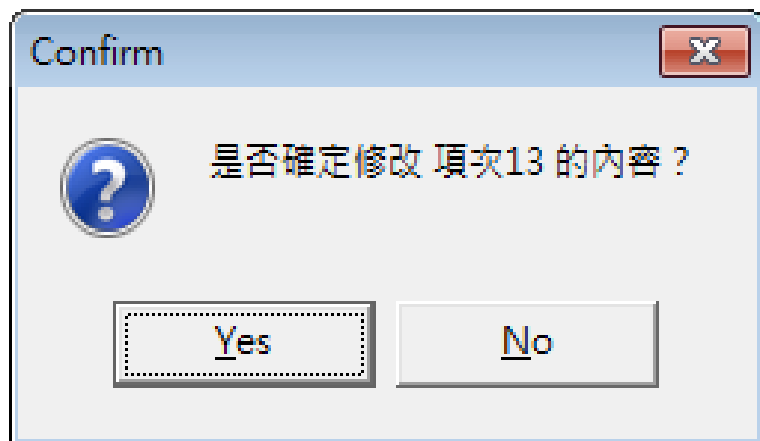 Confirm
是否確定修改 項次13 的內容？
Yes
No